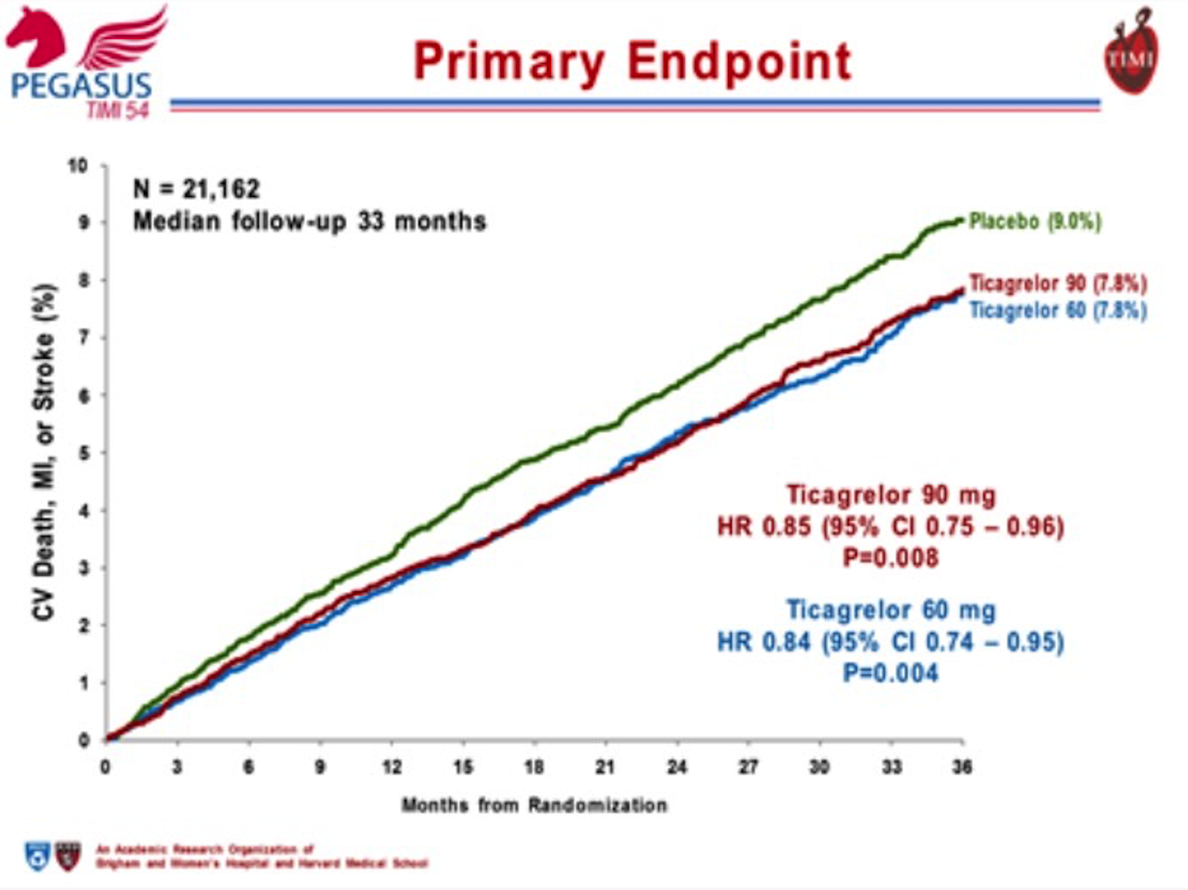 PEGASUS
TIMI 54
Primary Endpoint
TIMI
N = 21,162
Median follow-up 33 months
CV Death, MI, or Stroke (%)
10
9
8
7
6
5
4
3
2
1
0
Placebo (9.0%)
Ticagrelor 90 (7.8%)
Ticagrelor 60 (7.8%)
Ticagrelor 90 mg
HR 0.85 (95% CI 0.75 – 0.96)
P=0.008
Ticagrelor 60 mg
HR 0.84 (95% CI 0.74 – 0.95)
P=0.004
0 3 6 9 12 15 18 21 24 27 30 33 36
Months from Randomization
An Academic Research Organization of
Brigham and Women's Hospital and Harvard Medical School